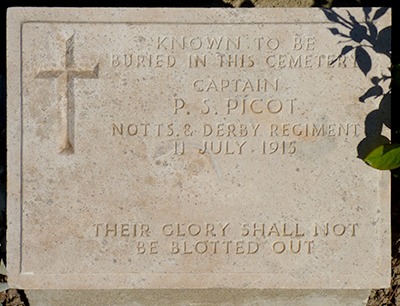 KNOWN TO BE
BURIED IN THIS CEMETERY
CAPTAIN
P. S. PICOT
NOTTS. & DERBY REGIMENT
11 JULY 1915
THEIR GLORY SHALL NOT
BE BLOTTED OUT